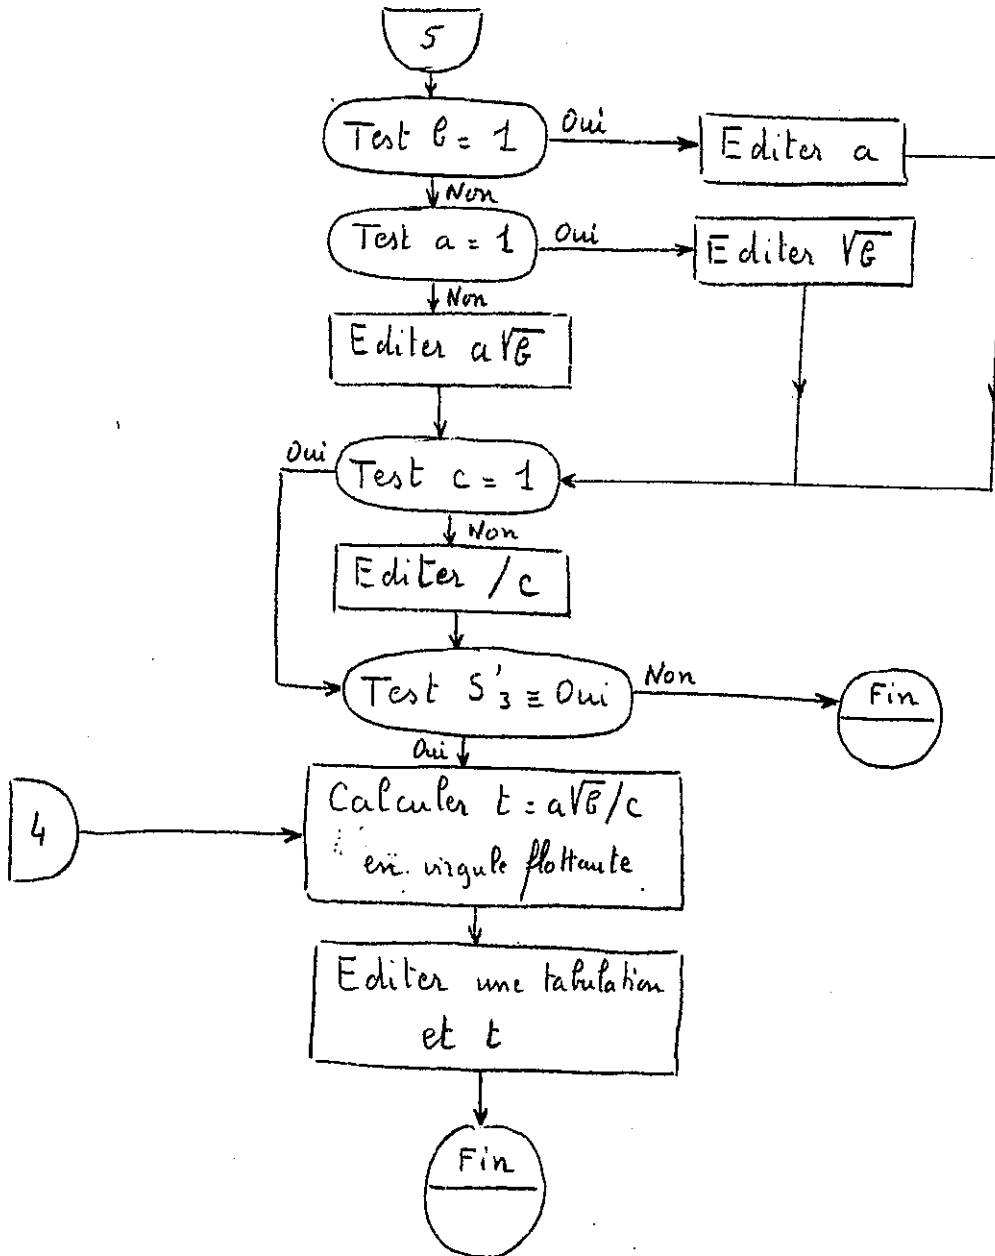 5
Test b = 1
Oui
Editer a
Non
Test a = 1
Oui
Editer √b
Non
Editer a√b
Oui
Test c = 1
Non
Editer /c
Test S'3 ≡ Oui
Non
Fin
Oui
4
Calculer t = a√b/c
en virgule flottante
Editer une tabulation
et t
Fin